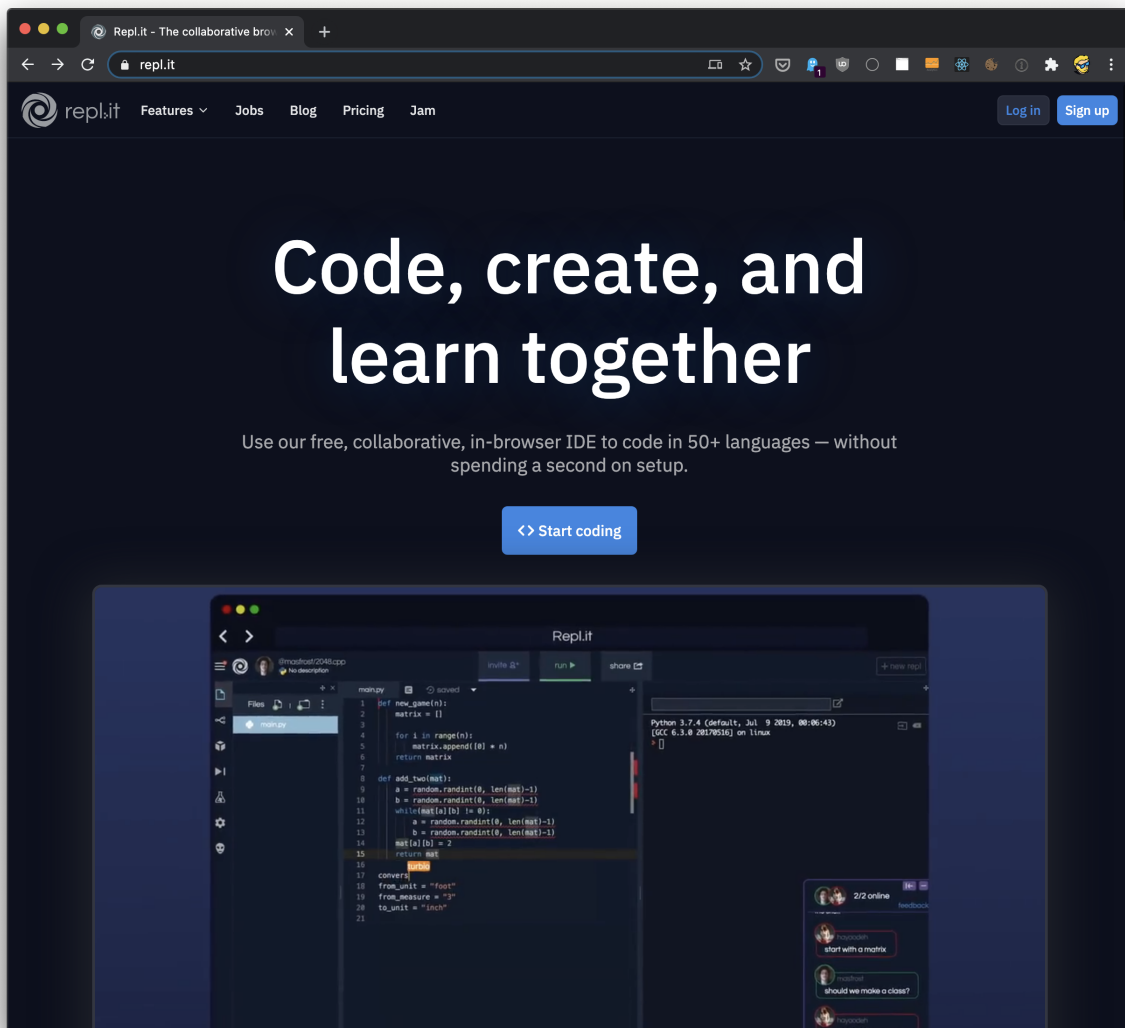 Repl.it - The collaborative brow
repl.it
1
repl.it Features Jobs Blog Pricing Jam Log in Sign up
Code, create, and
learn together
Use our free, collaborative, in-browser IDE to code in 50+ languages — without
spending a second on setup.
<> Start coding
Repl.it
@mastrost/2048.cpp
No description
invite
run
share
+ new repl
Files
main.py
main.py
saved
1 def new_game(n):
2 matrix = []
3
4 for i in range(n):
5 matrix.append([0] * n)
6 return matrix
7
8 def add_two(mat):
9 a = random.randint(0, len(mat)-1)
10 b = random.randint(0, len(mat)-1)
11 while(mat[a][b] != 0):
12 a = random.randint(0, len(mat)-1)
13 b = random.randint(0, len(mat)-1)
14 mat[a][b] = 2
15 return mat
16
turbio
17 convers
18 from_unit = "foot"
19 from_measure = "3"
20 to_unit = "inch"
21
Python 3.7.4 (default, Jul 9 2019, 00:06:43)
[GCC 6.3.0 20170516] on linux
>
2/2 online
feedback
hayaodeh
start with a matrix
mastrost
should we make a class?
hayaodeh